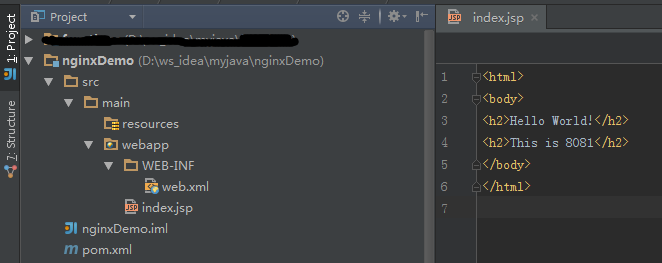 1: Project
7: Structure
Project
nginxDemo (D:\ws_idea\myjava\nginxDemo)
src
main
resources
webapp
WEB-INF
web.xml
index.jsp
nginxDemo.iml
pom.xml
index.jsp
1 <html>
2 <body>
3 <h2>Hello World!</h2>
4 <h2>This is 8081</h2>
5 </body>
6 </html>
7